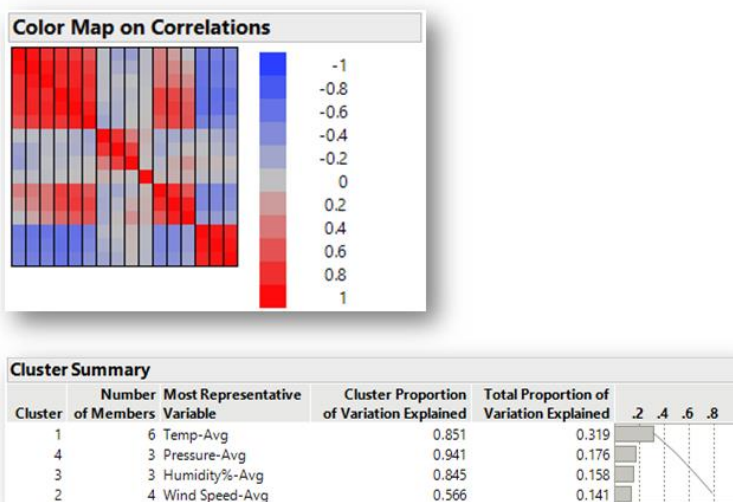 Color Map on Correlations
-1
-0.8
-0.6
-0.4
-0.2
0
0.2
0.4
0.6
0.8
1
Cluster Summary
Number Most Representative Cluster Proportion Total Proportion of
Cluster of Members Variable of Variation Explained Variation Explained .2 .4 .6 .8
1 6 Temp-Avg 0.851 0.319
4 3 Pressure-Avg 0.941 0.176
3 3 Humidity%-Avg 0.845 0.158
2 4 Wind Speed-Avg 0.566 0.141